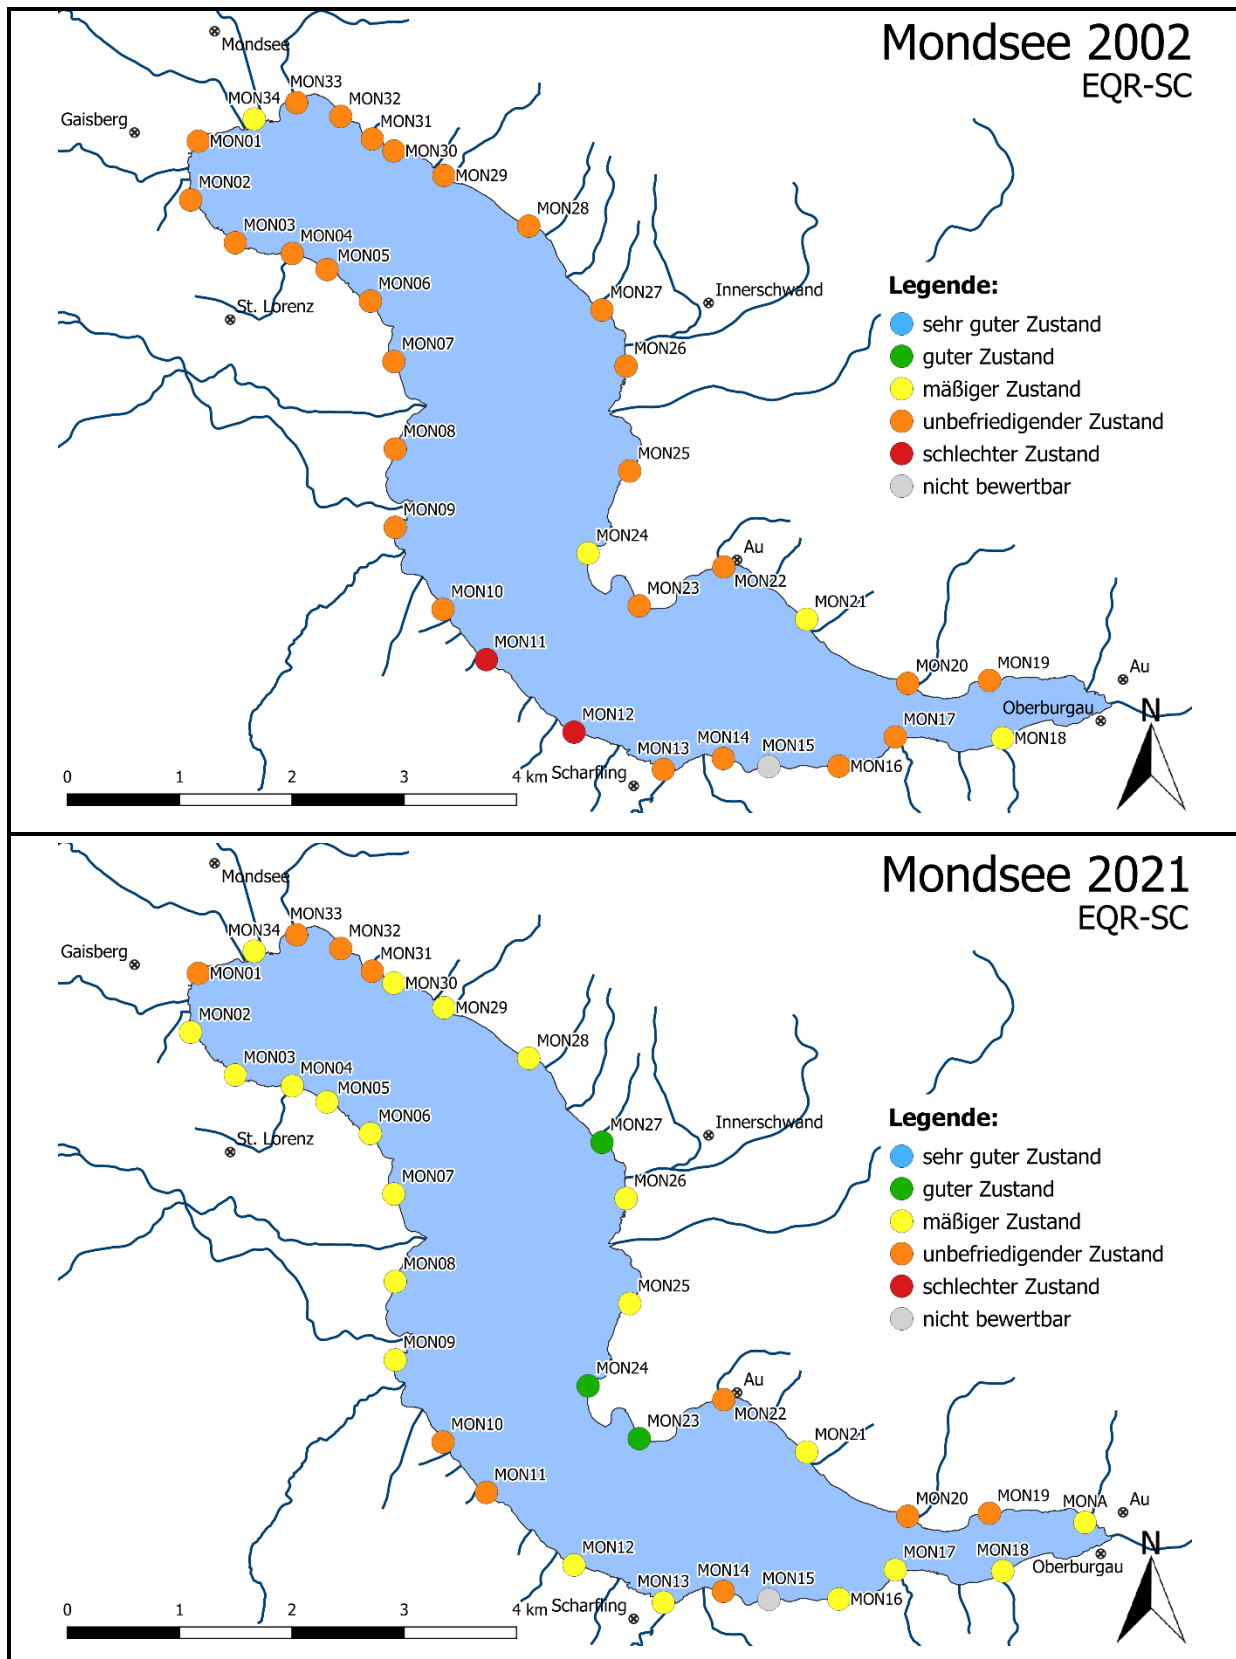 Mondsee 2002
EQR-SC
Mondsee
MON33
MON34
MON32
Gaisberg
MON31
MON01
MON30
MON29
MON02
MON28
MON03
MON04
MON05
MON06
Innerschwand
MON27
St. Lorenz
MON07
MON26
Legende:
sehr guter Zustand
guter Zustand
mäßiger Zustand
unbefriedigender Zustand
schlechter Zustand
nicht bewertbar
MON08
MON25
MON09
MON24
Au
MON22
MON10
MON23
MON21
MON11
MON20
MON19
Au
Oberburgau
MON12
MON17
MON18
N
MON13
MON14
MON15
MON16
Scharfling
0 1 2 3 4 km
Mondsee 2021
EQR-SC
Mondsee
MON33
MON34
MON32
Gaisberg
MON31
MON01
MON30
MON29
MON02
MON28
MON03
MON04
MON05
MON06
Innerschwand
MON27
St. Lorenz
MON07
MON26
Legende:
sehr guter Zustand
guter Zustand
mäßiger Zustand
unbefriedigender Zustand
schlechter Zustand
nicht bewertbar
MON08
MON25
MON09
MON24
Au
MON22
MON10
MON23
MON21
MON11
MON20
MON19
MONA
Au
Oberburgau
MON12
MON17
MON18
N
MON13
MON14
MON15
MON16
Scharfling
0 1 2 3 4 km